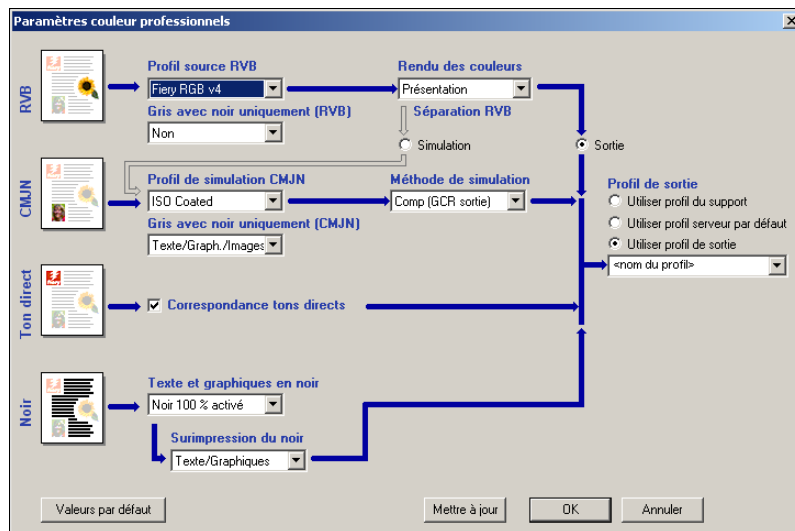 Paramètres couleur professionnels
RVB
Profil source RVB
Fiery RGB v4
Gris avec noir uniquement (RVB)
Non
Rendu des couleurs
Présentation
Séparation RVB
Simulation
Sortie
CMJN
Profil de simulation CMJN
ISO Coated
Gris avec noir uniquement (CMJN)
Texte/Graph./Images
Méthode de simulation
Comp (GCR sortie)
Profil de sortie
Utiliser profil du support
Utiliser profil serveur par défaut
Utiliser profil de sortie
<nom du profil>
Ton direct
Correspondance tons directs
Noir
Texte et graphiques en noir
Noir 100 % activé
Surimpression du noir
Texte/Graphiques
Valeurs par défaut
Mettre à jour
OK
Annuler